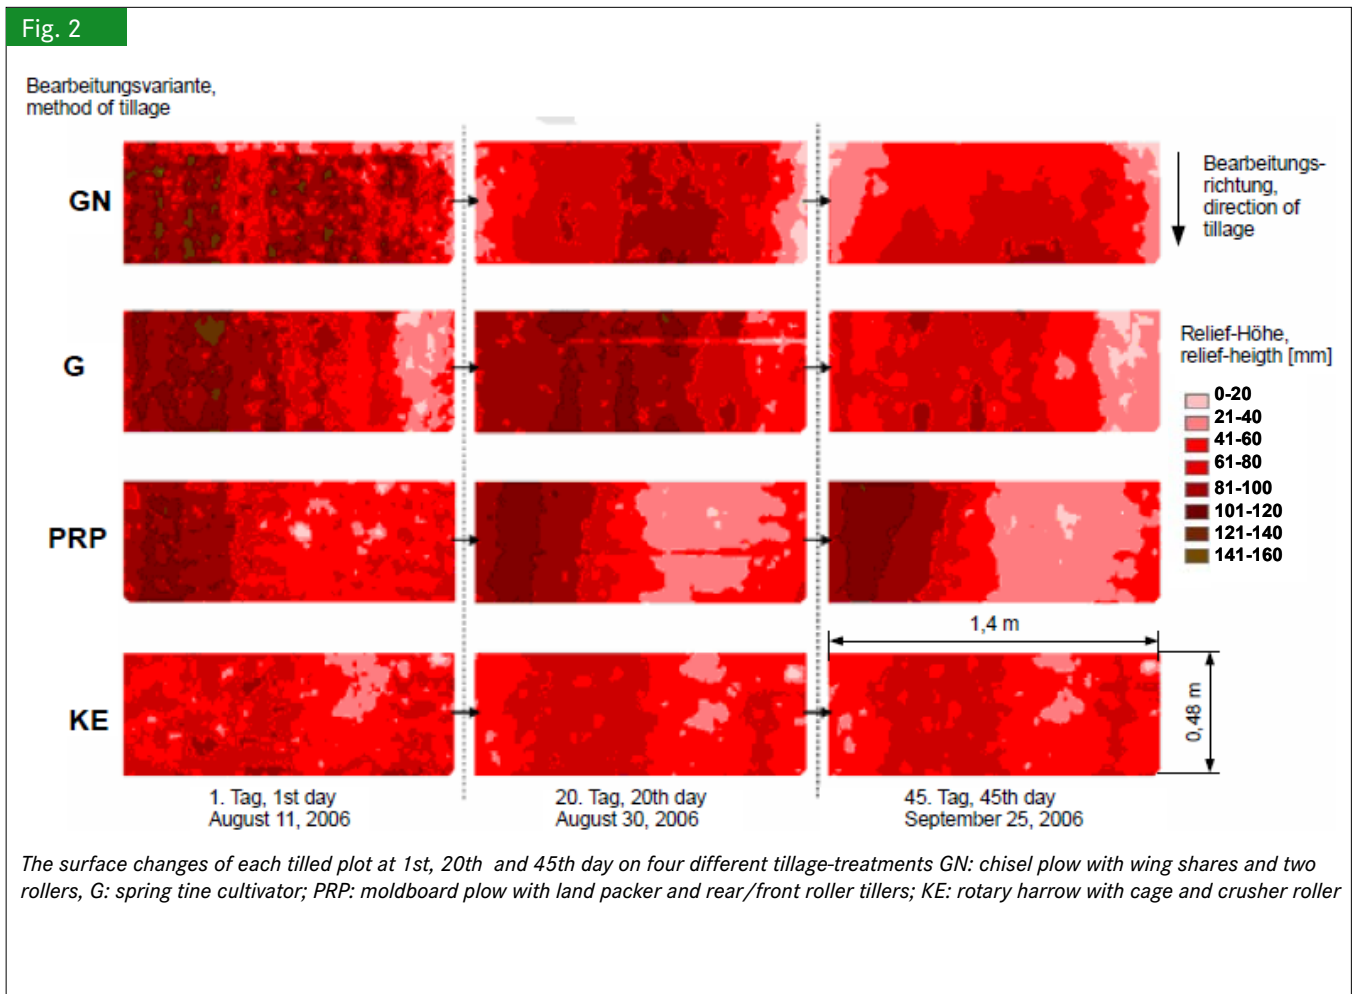 Fig. 2
Bearbeitungsvariante,
method of tillage
GN
Bearbeitungs-
richtung,
direction of
tillage
G
Relief-Höhe,
relief-heigth [mm]
0-20
21-40
41-60
61-80
81-100
101-120
121-140
141-160
PRP
1,4 m
KE
0,48 m
1. Tag, 1st day
August 11, 2006
20. Tag, 20th day
August 30, 2006
45. Tag, 45th day
September 25, 2006
The surface changes of each tilled plot at 1st, 20th and 45th day on four different tillage-treatments GN: chisel plow with wing shares and two
rollers, G: spring tine cultivator; PRP: moldboard plow with land packer and rear/front roller tillers; KE: rotary harrow with cage and crusher roller